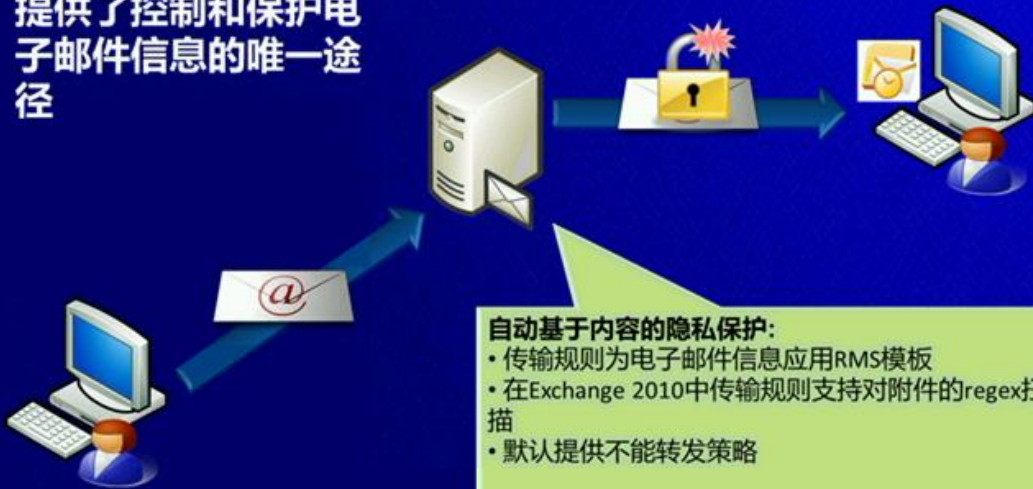 提供了控制和保护电
子邮件信息的唯一途
径
@
自动基于内容的隐私保护:
• 传输规则为电子邮件信息应用RMS模板
• 在Exchange 2010中传输规则支持对附件的regex扫
描
• 默认提供不能转发策略